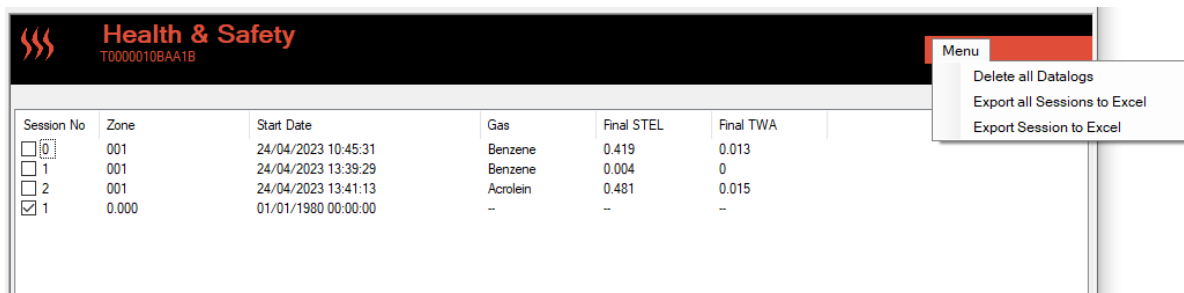 Health & Safety
T0000010BAA1B
Menu
Delete all Datalogs
Export all Sessions to Excel
Export Session to Excel
Session No Zone Start Date Gas Final STEL Final TWA
0 001 24/04/2023 10:45:31 Benzene 0.419 0.013
1 001 24/04/2023 13:39:29 Benzene 0.004 0
2 001 24/04/2023 13:41:13 Acrolein 0.481 0.015
1 0.000 01/01/1980 00:00:00 -- -- --